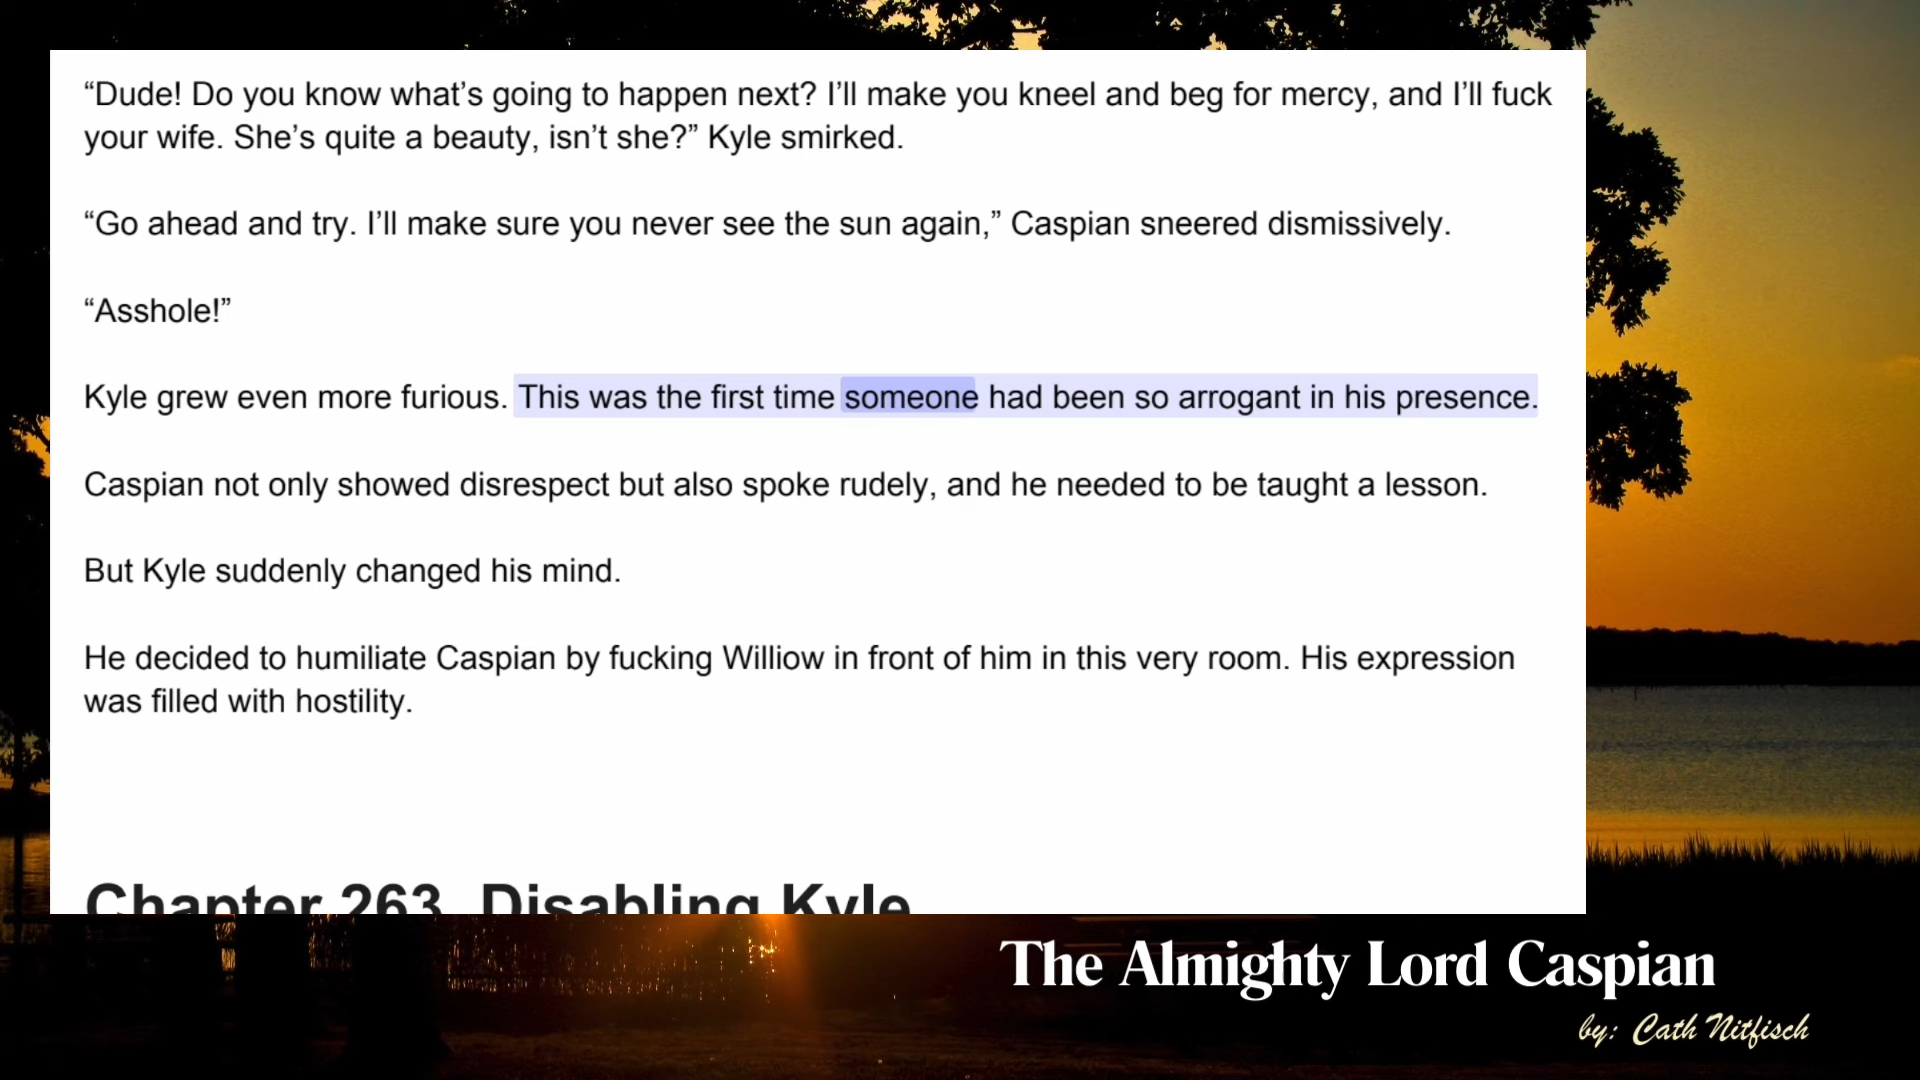 “Dude! Do you know what’s going to happen next? I’ll make you kneel and beg for mercy, and I’ll fuck
your wife. She’s quite a beauty, isn’t she?” Kyle smirked.
“Go ahead and try. I’ll make sure you never see the sun again,” Caspian sneered dismissively.
“Asshole!”
Kyle grew even more furious. This was the first time someone had been so arrogant in his presence.
Caspian not only showed disrespect but also spoke rudely, and he needed to be taught a lesson.
But Kyle suddenly changed his mind.
He decided to humiliate Caspian by fucking Williow in front of him in this very room. His expression
was filled with hostility.
Chapter 263  Disabling Kyle
The Almighty Lord Caspian
by: Cath Nitfisch